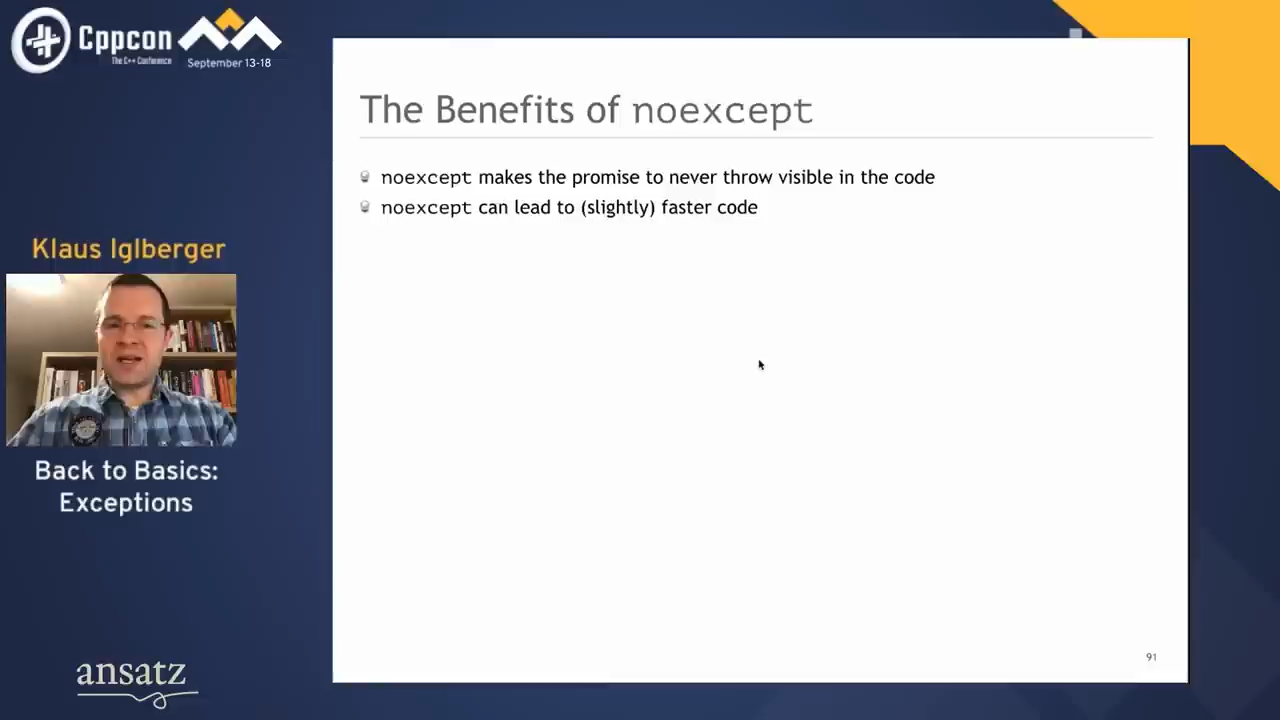 Cppcon
The C++ Conference
September 13-18
The Benefits of noexcept
noexcept makes the promise to never throw visible in the code
noexcept can lead to (slightly) faster code
Klaus Iglberger
Back to Basics:
Exceptions
ansatz
91